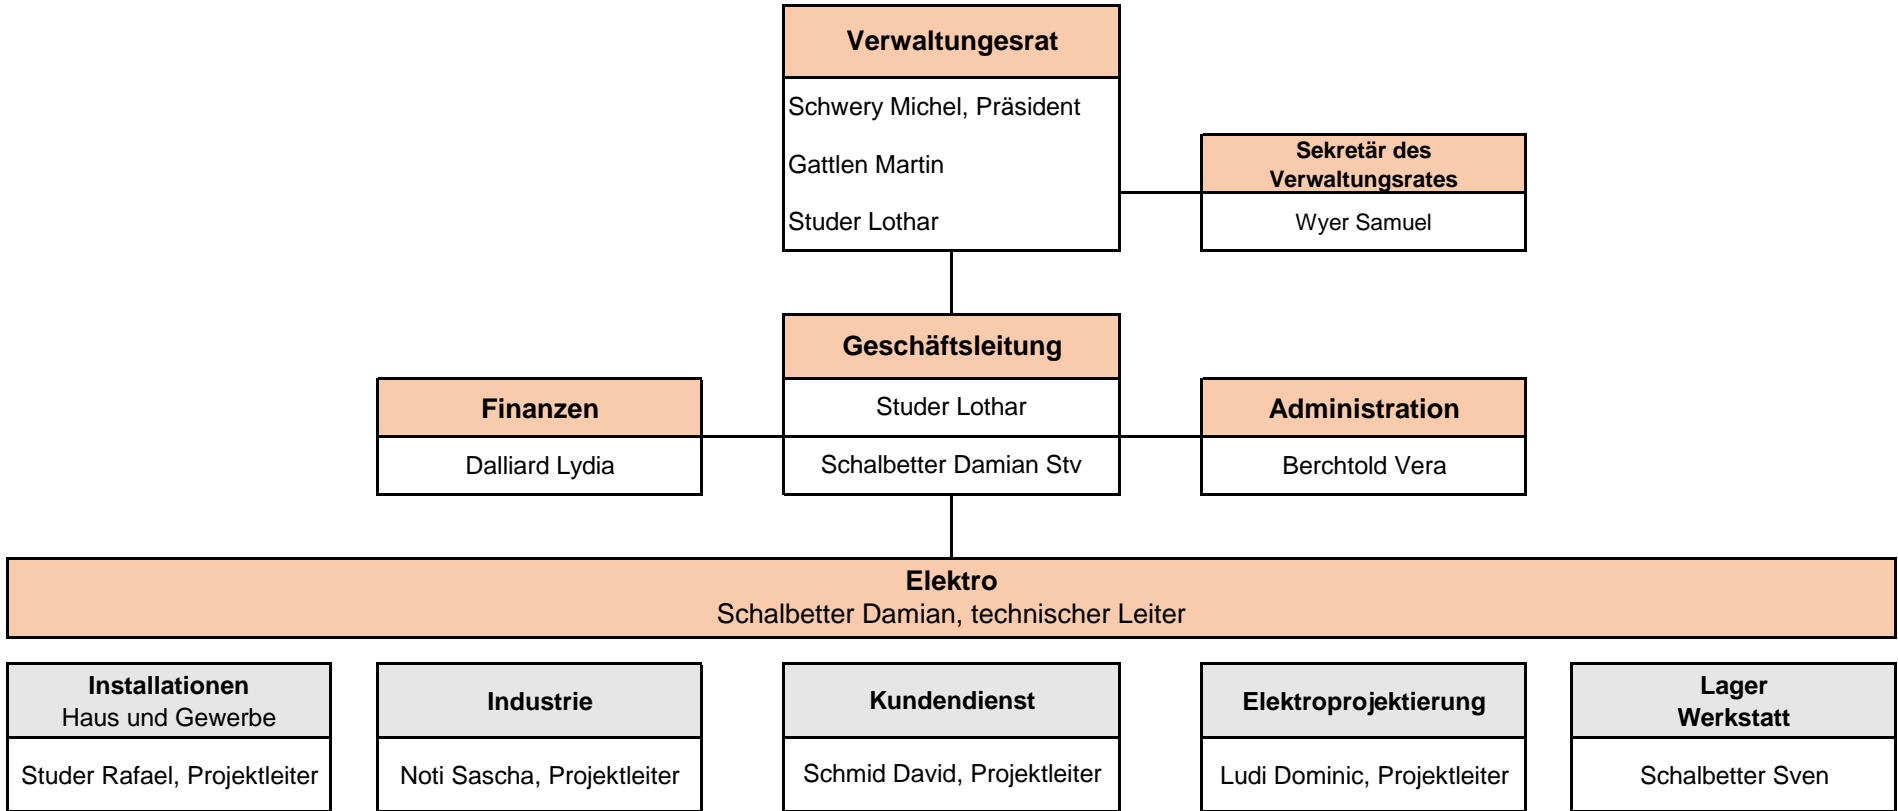 Verwaltungesrat
Schwery Michel, Präsident
Gattlen Martin
Studer Lothar
Sekretär des
Verwaltungsrates
Wyer Samuel
Geschäftsleitung
Studer Lothar
Schalbetter Damian Stv
Finanzen
Dalliard Lydia
Administration
Berchtold Vera
Elektro
Schalbetter Damian, technischer Leiter
Installationen
Haus und Gewerbe
Studer Rafael, Projektleiter
Industrie
Noti Sascha, Projektleiter
Kundendienst
Schmid David, Projektleiter
Elektroprojektierung
Ludi Dominic, Projektleiter
Lager
Werkstatt
Schalbetter Sven